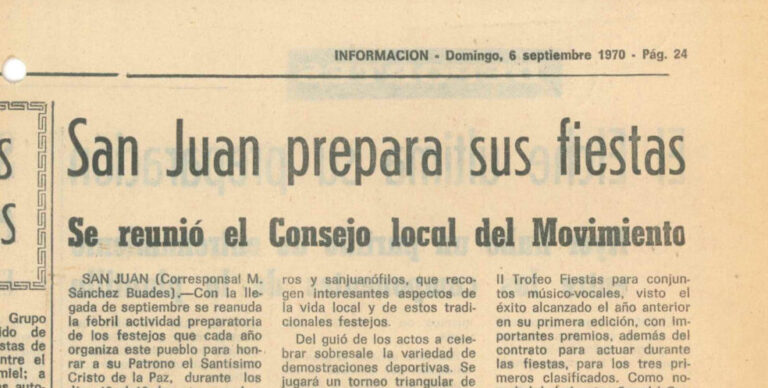 INFORMACION - Domingo, 6 septiembre 1970 - Pág. 24
San Juan prepara sus fiestas
Se reunió el Consejo local del Movimiento
SAN JUAN (Corresponsal M.
Sánchez Buades).—Con la lle-
gada de septiembre se reanuda
la febril actividad preparatoria
de los festejos que cada año
organiza este pueblo para hon-
rar a su Patrono el Santísimo
Cristo de la Paz, durante los
ros y sanjuanófilos, que reco-
gen interesantes aspectos de
la vida local y de estos tradi-
cionales festejos.
Del guió de los actos a cele-
brar sobresale la variedad de
demostraciones deportivas. Se
jugará un torneo triangular de
II Trofeo Fiestas para conjun-
tos músico-vocales, visto el
éxito alcanzado el año anterior
en su primera edición, con im-
portantes premios, además del
contrato para actuar durante
las fiestas, para los tres pri-
meros clasificados. Como no-
Grupo
ido de
stas de
ntre el
miel; a